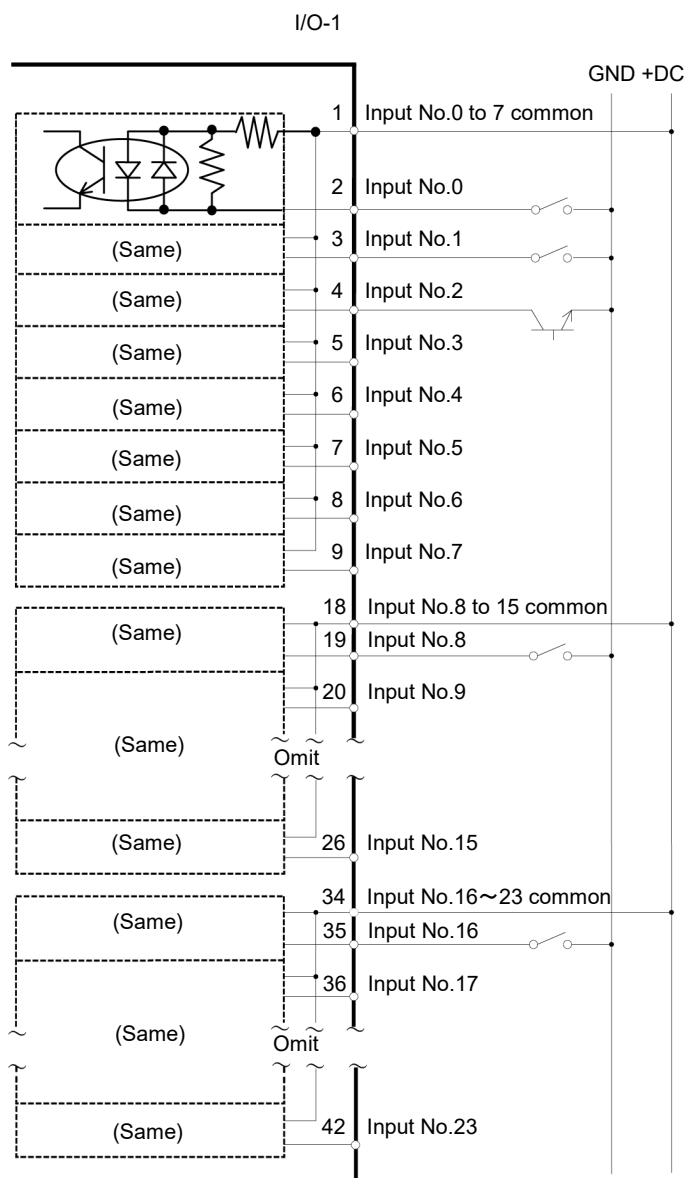 I/O-1
GND +DC
1 Input No.0 to 7 common
2 Input No.0
(Same) 3 Input No.1
(Same) 4 Input No.2
(Same) 5 Input No.3
(Same) 6 Input No.4
(Same) 7 Input No.5
(Same) 8 Input No.6
(Same) 9 Input No.7
18 Input No.8 to 15 common
(Same) 19 Input No.8
20 Input No.9
(Same)
Omit
(Same) 26 Input No.15
34 Input No.16～23 common
(Same) 35 Input No.16
36 Input No.17
(Same)
Omit
(Same) 42 Input No.23